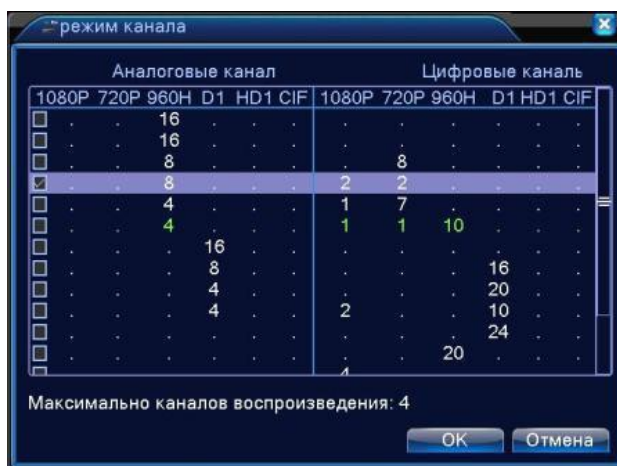 режим канала
Аналоговые канал Цифровые каналь
1080P 720P 960H D1 HD1 CIF 1080P 720P 960H D1 HD1 CIF
. . 16 . . . . . . . . .
. . 16 . . . . . . . . .
. . 8 . . . . 8 . . . .
. . 8 . . . 2 2 . . . .
. . 4 . . . 1 7 . . . .
. . 4 . . . 1 1 10 . . .
. . . 16 . . . . . . . .
. . . 8 . . . . . 16 . .
. . . 4 . . . . . 20 . .
. . . 4 . . 2 . . 10 . .
. . . . . . . . . 24 . .
. . . . . . . . 20 . . .
4
Максимально каналов воспроизведения: 4
OK Отмена